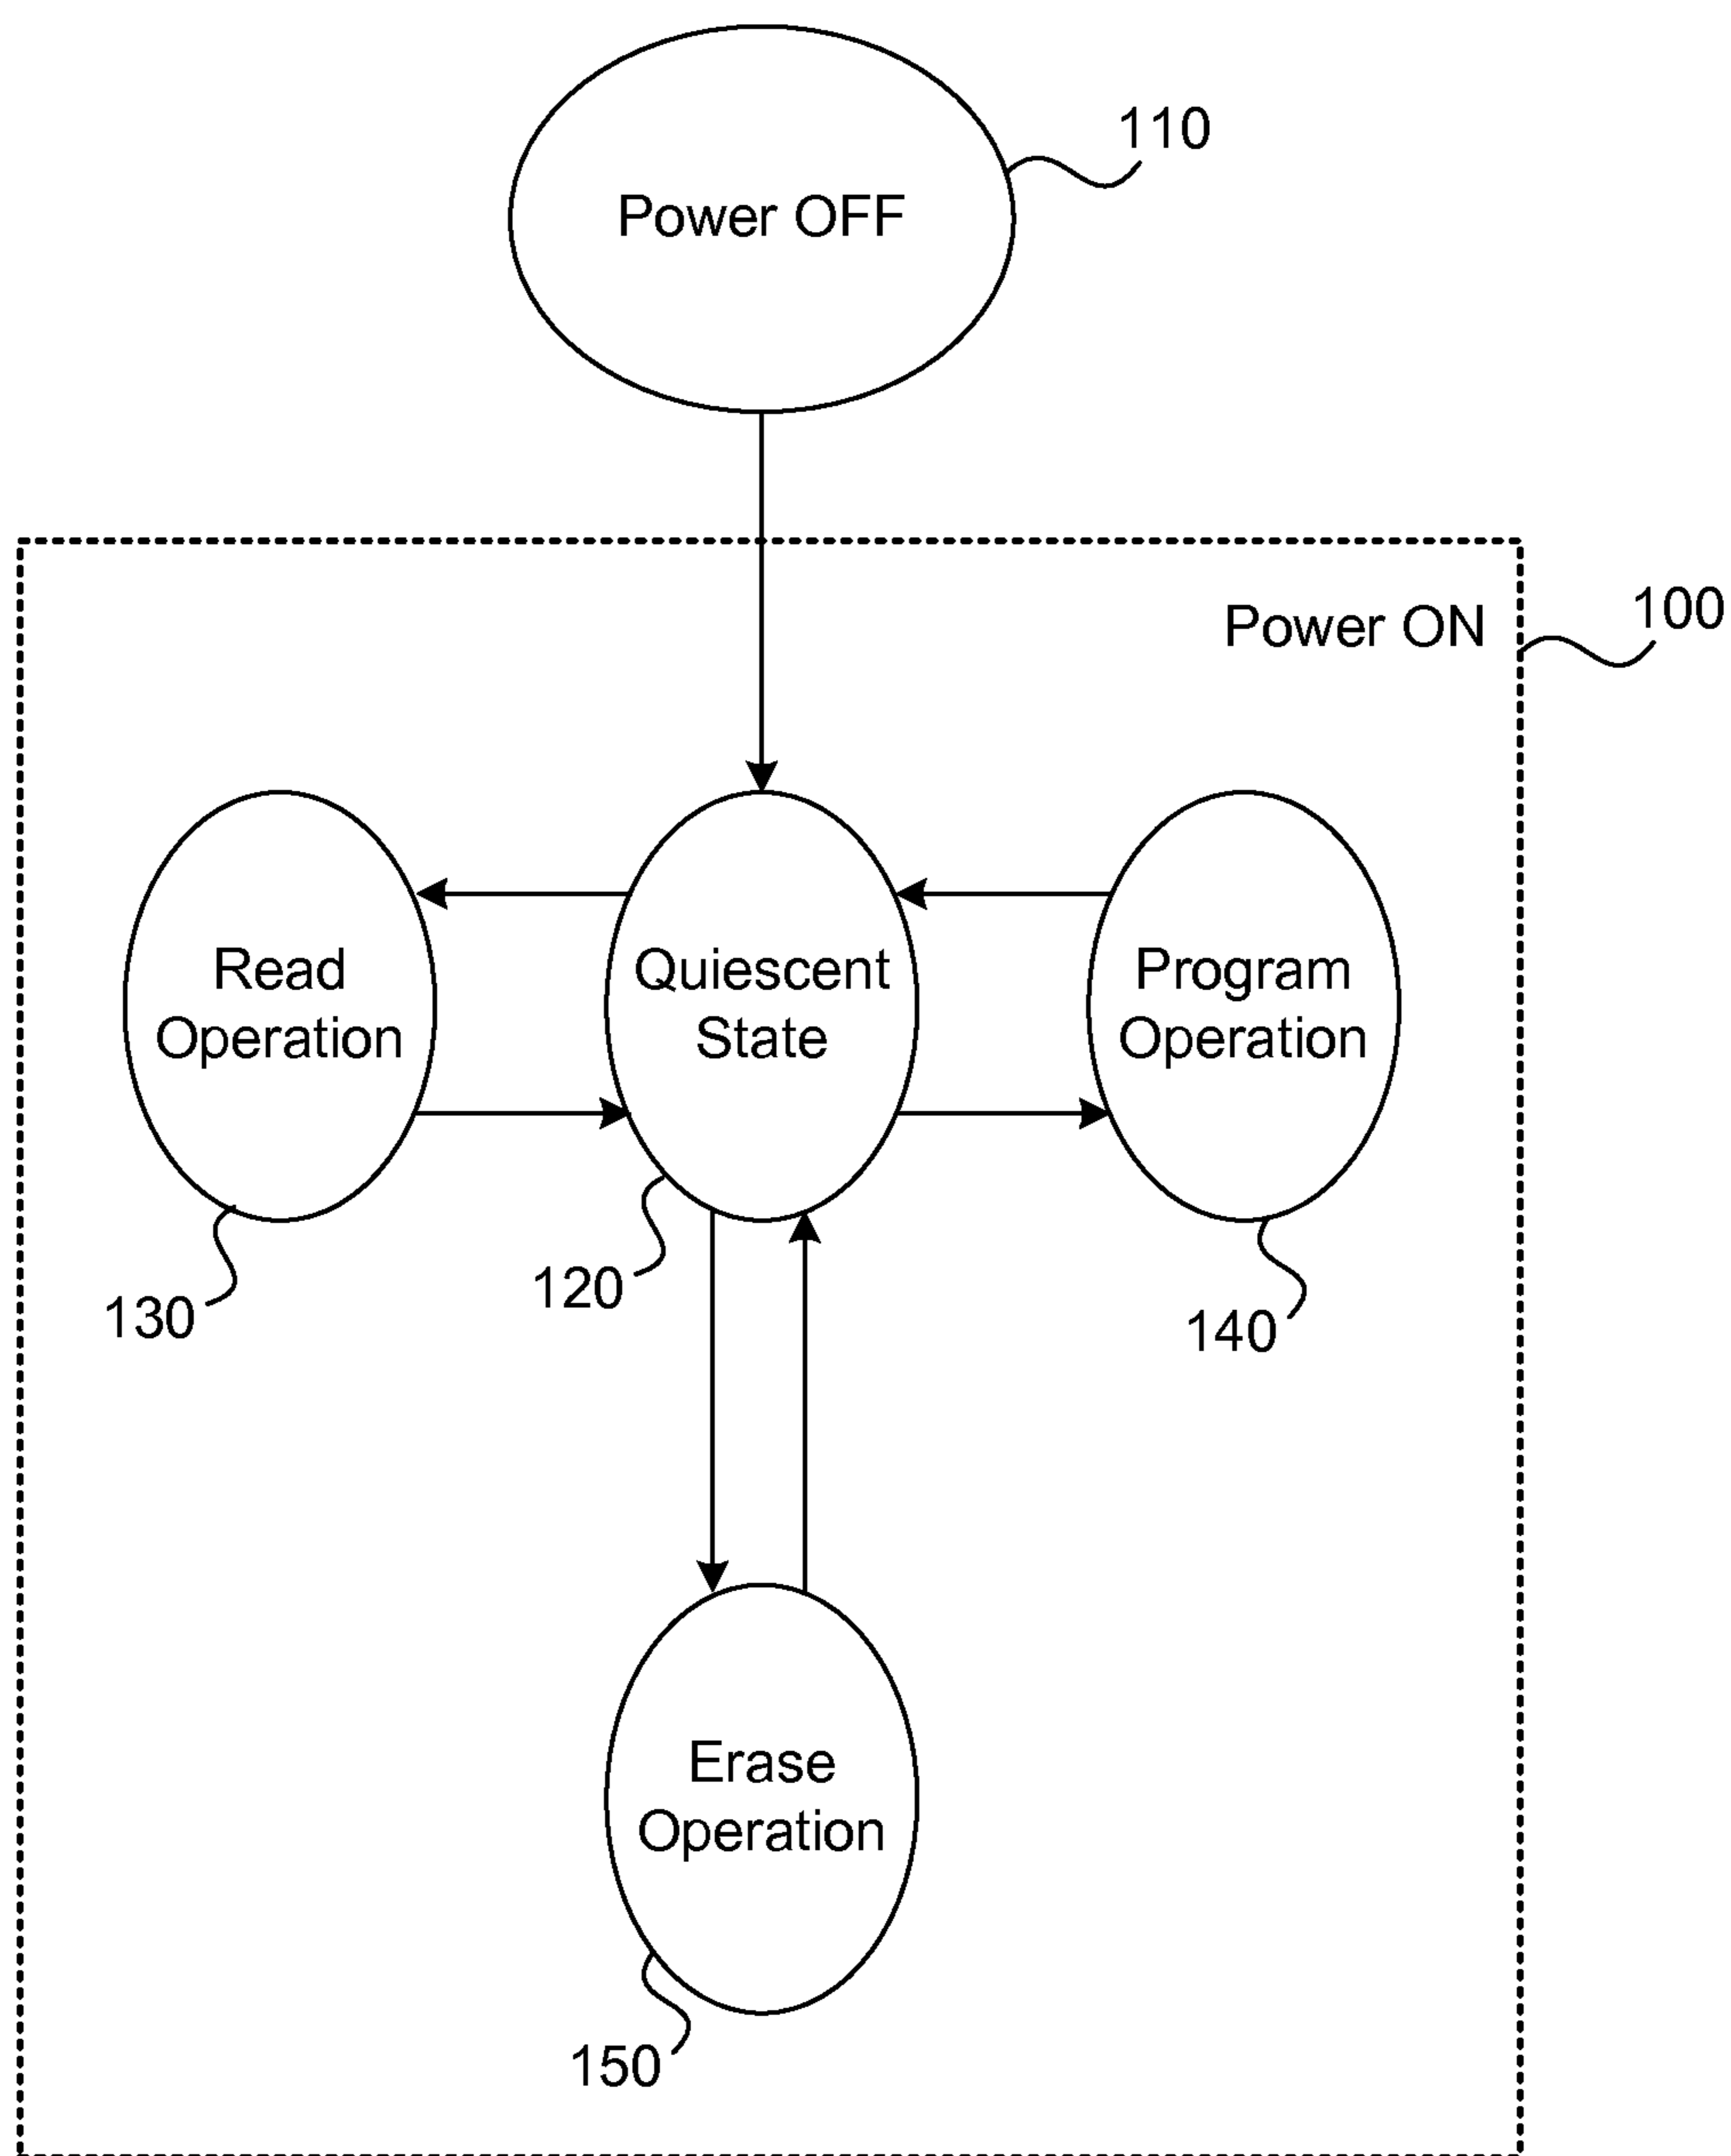 110
Power OFF
100
Power ON
Read
Operation
Quiescent
State
Program
Operation
130
120
140
Erase
Operation
150